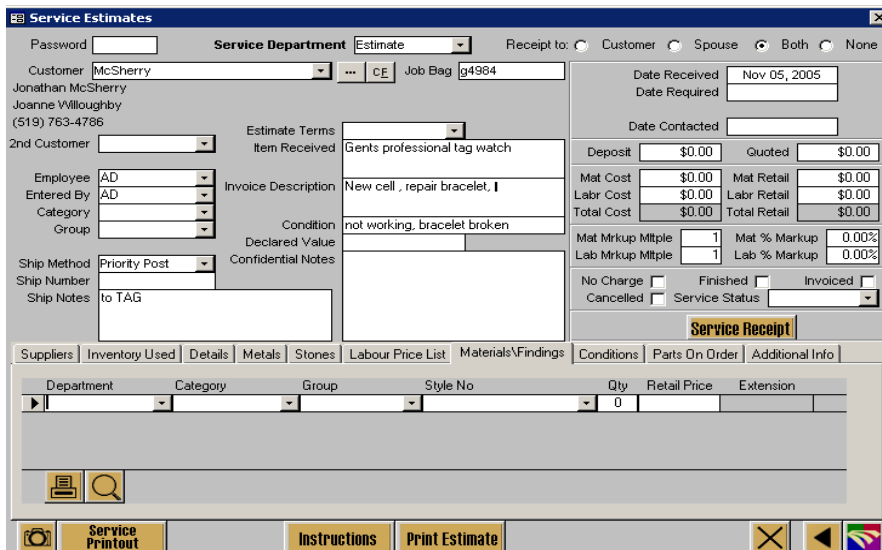 Service Estimates
Password
Service Department Estimate
Receipt to: Customer Spouse Both None
Customer McSherry ... CF Job Bag g4984
Jonathan McSherry
Joanne Willoughby
(519) 763-4786
2nd Customer
Estimate Terms
Item Received Gents professional tag watch
Employee AD
Entered By AD
Category
Group
Invoice Description New cell , repair bracelet,
Condition not working, bracelet broken
Declared Value
Confidential Notes
Ship Method Priority Post
Ship Number
Ship Notes to TAG
Date Received Nov 05, 2005
Date Required
Date Contacted
Deposit $0.00 Quoted $0.00
Mat Cost $0.00 Mat Retail $0.00
Labr Cost $0.00 Labr Retail $0.00
Total Cost $0.00 Total Retail $0.00
Mat Mrkup Mltple 1 Mat % Markup 0.00%
Lab Mrkup Mltple 1 Lab % Markup 0.00%
No Charge Finished Invoiced
Cancelled Service Status
Service Receipt
Suppliers Inventory Used Details Metals Stones Labour Price List Materials\Findings Conditions Parts On Order Additional Info
Department Category Group Style No Qty Retail Price Extension
0
Service Printout
Instructions
Print Estimate